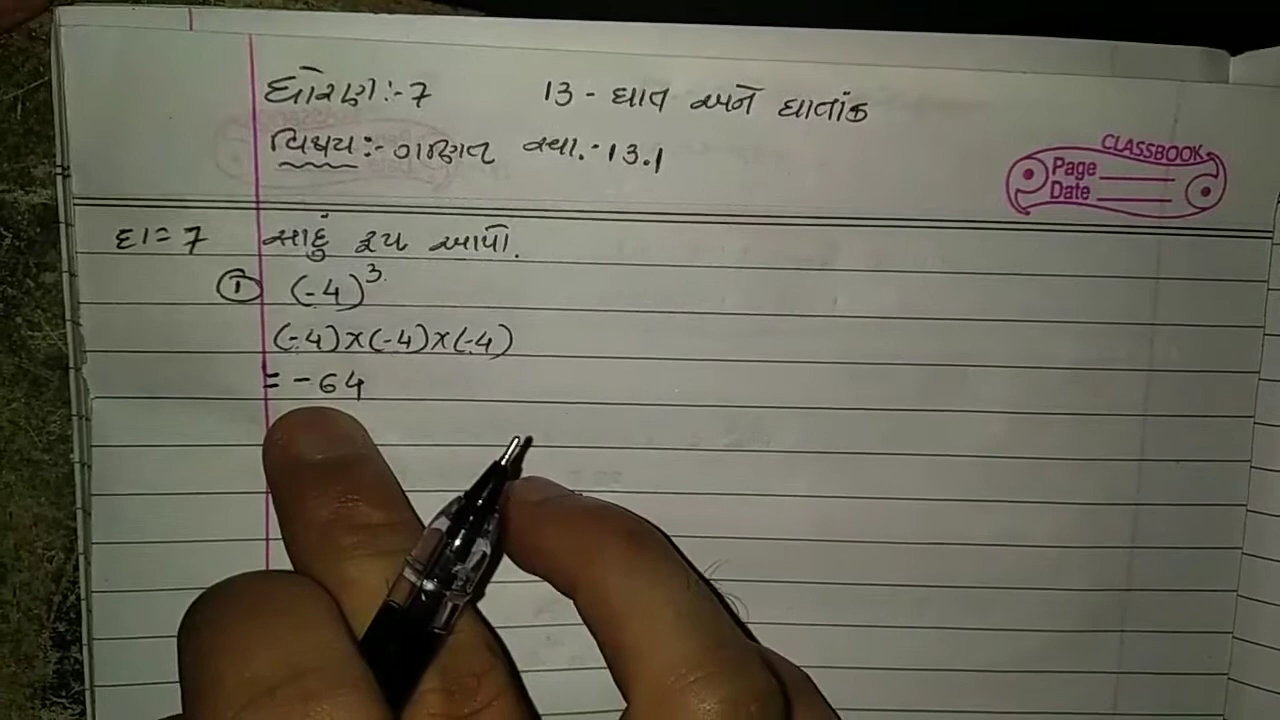 ધોરણ:-7 13 - ઘાત અને ઘાતાંક
વિષય:- ગણિત સ્વા.-13.1
CLASSBOOK
Page
Date
દા=7 સાદું રૂપ આપો.
① (-4)³
(-4)×(-4)×(-4)
= -64